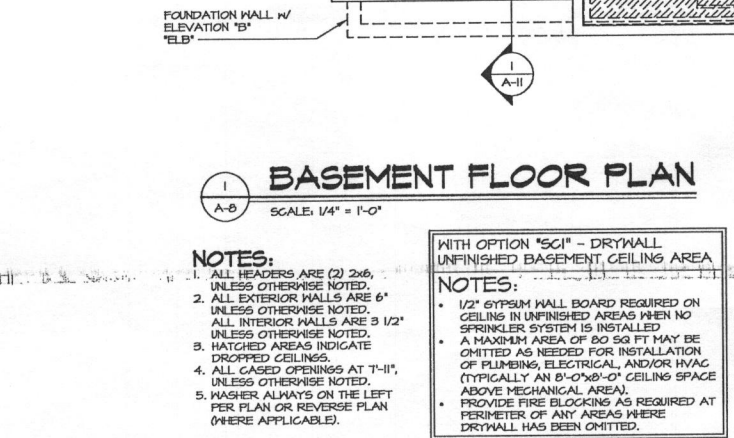 FOUNDATION WALL W/
ELEVATION "B"
"ELB"
1
A-11
1
A-8
BASEMENT FLOOR PLAN
SCALE: 1/4" = 1'-0"
NOTES:
1. ALL HEADERS ARE (2) 2x6,
UNLESS OTHERWISE NOTED.
2. ALL EXTERIOR WALLS ARE 6"
UNLESS OTHERWISE NOTED.
ALL INTERIOR WALLS ARE 3 1/2"
UNLESS OTHERWISE NOTED.
3. HATCHED AREAS INDICATE
DROPPED CEILINGS.
4. ALL CASED OPENINGS AT 7'-11",
UNLESS OTHERWISE NOTED.
5. WASHER ALWAYS ON THE LEFT
PER PLAN OR REVERSE PLAN
(WHERE APPLICABLE).
WITH OPTION "SC1" - DRYWALL
UNFINISHED BASEMENT CEILING AREA
NOTES:
• 1/2" GYPSUM WALL BOARD REQUIRED ON
CEILING IN UNFINISHED AREAS WHEN NO
SPRINKLER SYSTEM IS INSTALLED
• A MAXIMUM AREA OF 80 SQ FT MAY BE
OMITTED AS NEEDED FOR INSTALLATION
OF PLUMBING, ELECTRICAL, AND/OR HVAC
(TYPICALLY AN 8'-0"x8'-0" CEILING SPACE
ABOVE MECHANICAL AREA).
• PROVIDE FIRE BLOCKING AS REQUIRED AT
PERIMETER OF ANY AREAS WHERE
DRYWALL HAS BEEN OMITTED.